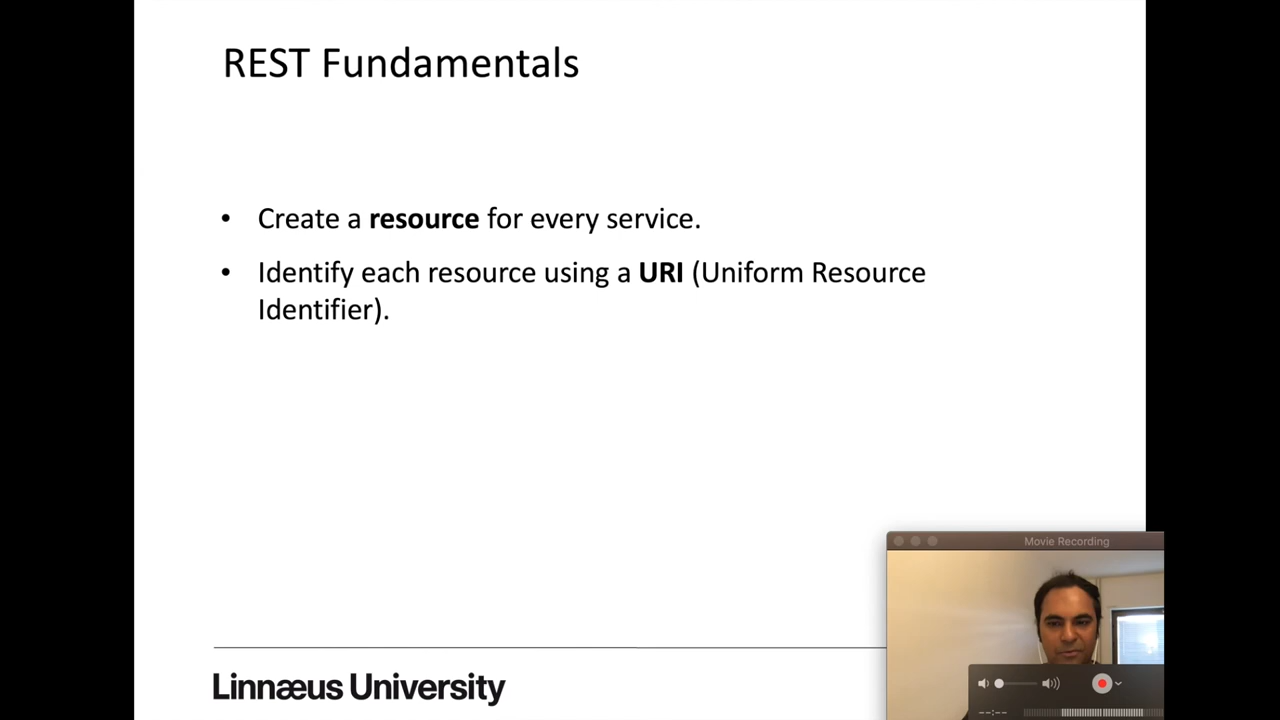 REST Fundamentals
• Create a resource for every service.
• Identify each resource using a URI (Uniform Resource
Identifier).
Movie Recording
Linnæus University
--:--